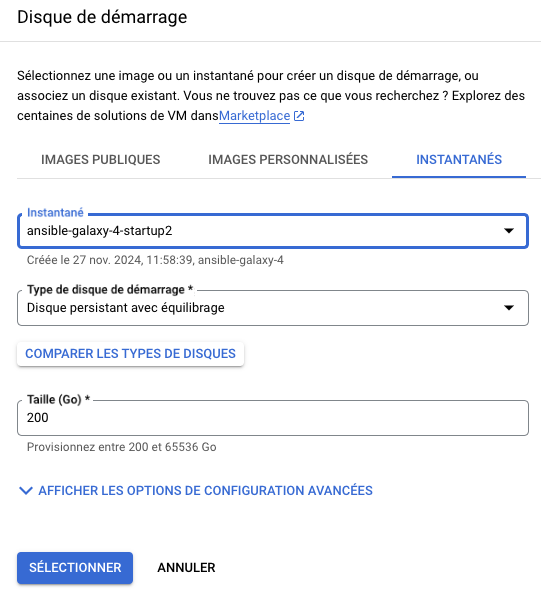 Disque de démarrage
Sélectionnez une image ou un instantané pour créer un disque de démarrage, ou
associez un disque existant. Vous ne trouvez pas ce que vous recherchez ? Explorez des
centaines de solutions de VM dansMarketplace
IMAGES PUBLIQUES IMAGES PERSONNALISÉES INSTANTANÉS
Instantané
ansible-galaxy-4-startup2
Créée le 27 nov. 2024, 11:58:39, ansible-galaxy-4
Type de disque de démarrage *
Disque persistant avec équilibrage
COMPARER LES TYPES DE DISQUES
Taille (Go) *
200
Provisionnez entre 200 et 65536 Go
AFFICHER LES OPTIONS DE CONFIGURATION AVANCÉES
SÉLECTIONNER ANNULER